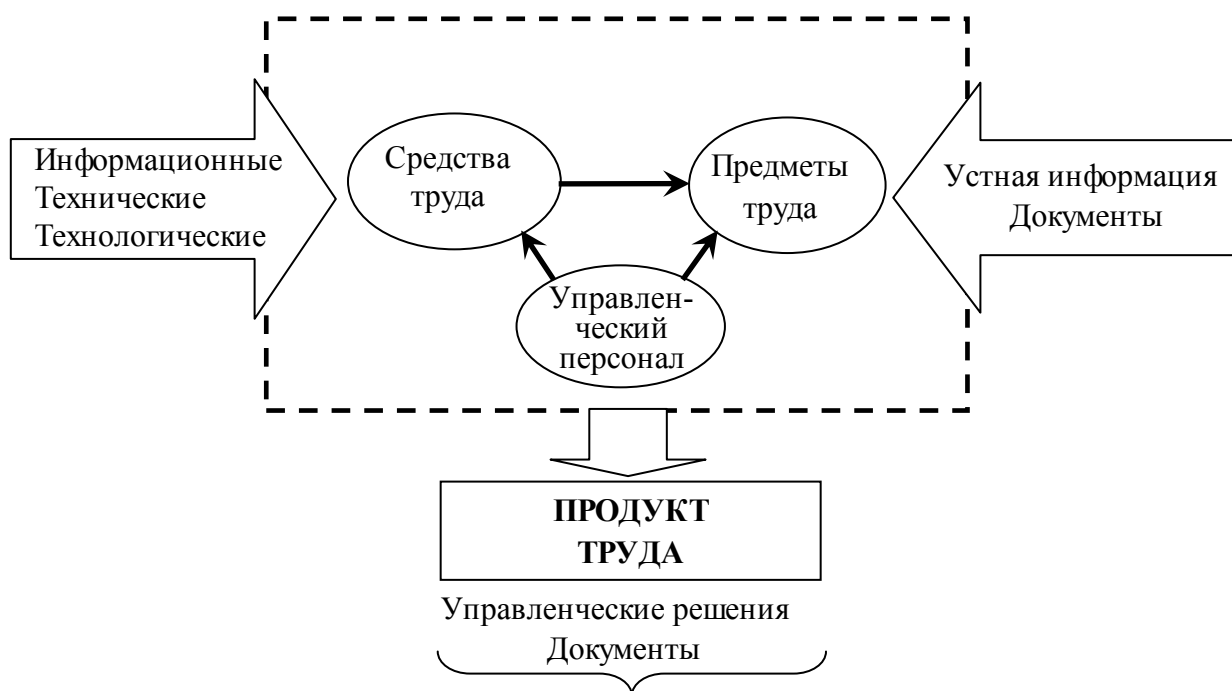 Информационные
Технические
Технологические
Средства
труда
Предметы
труда
Устная информация
Документы
Управлен-
ческий
персонал
ПРОДУКТ
ТРУДА
Управленческие решения
Документы